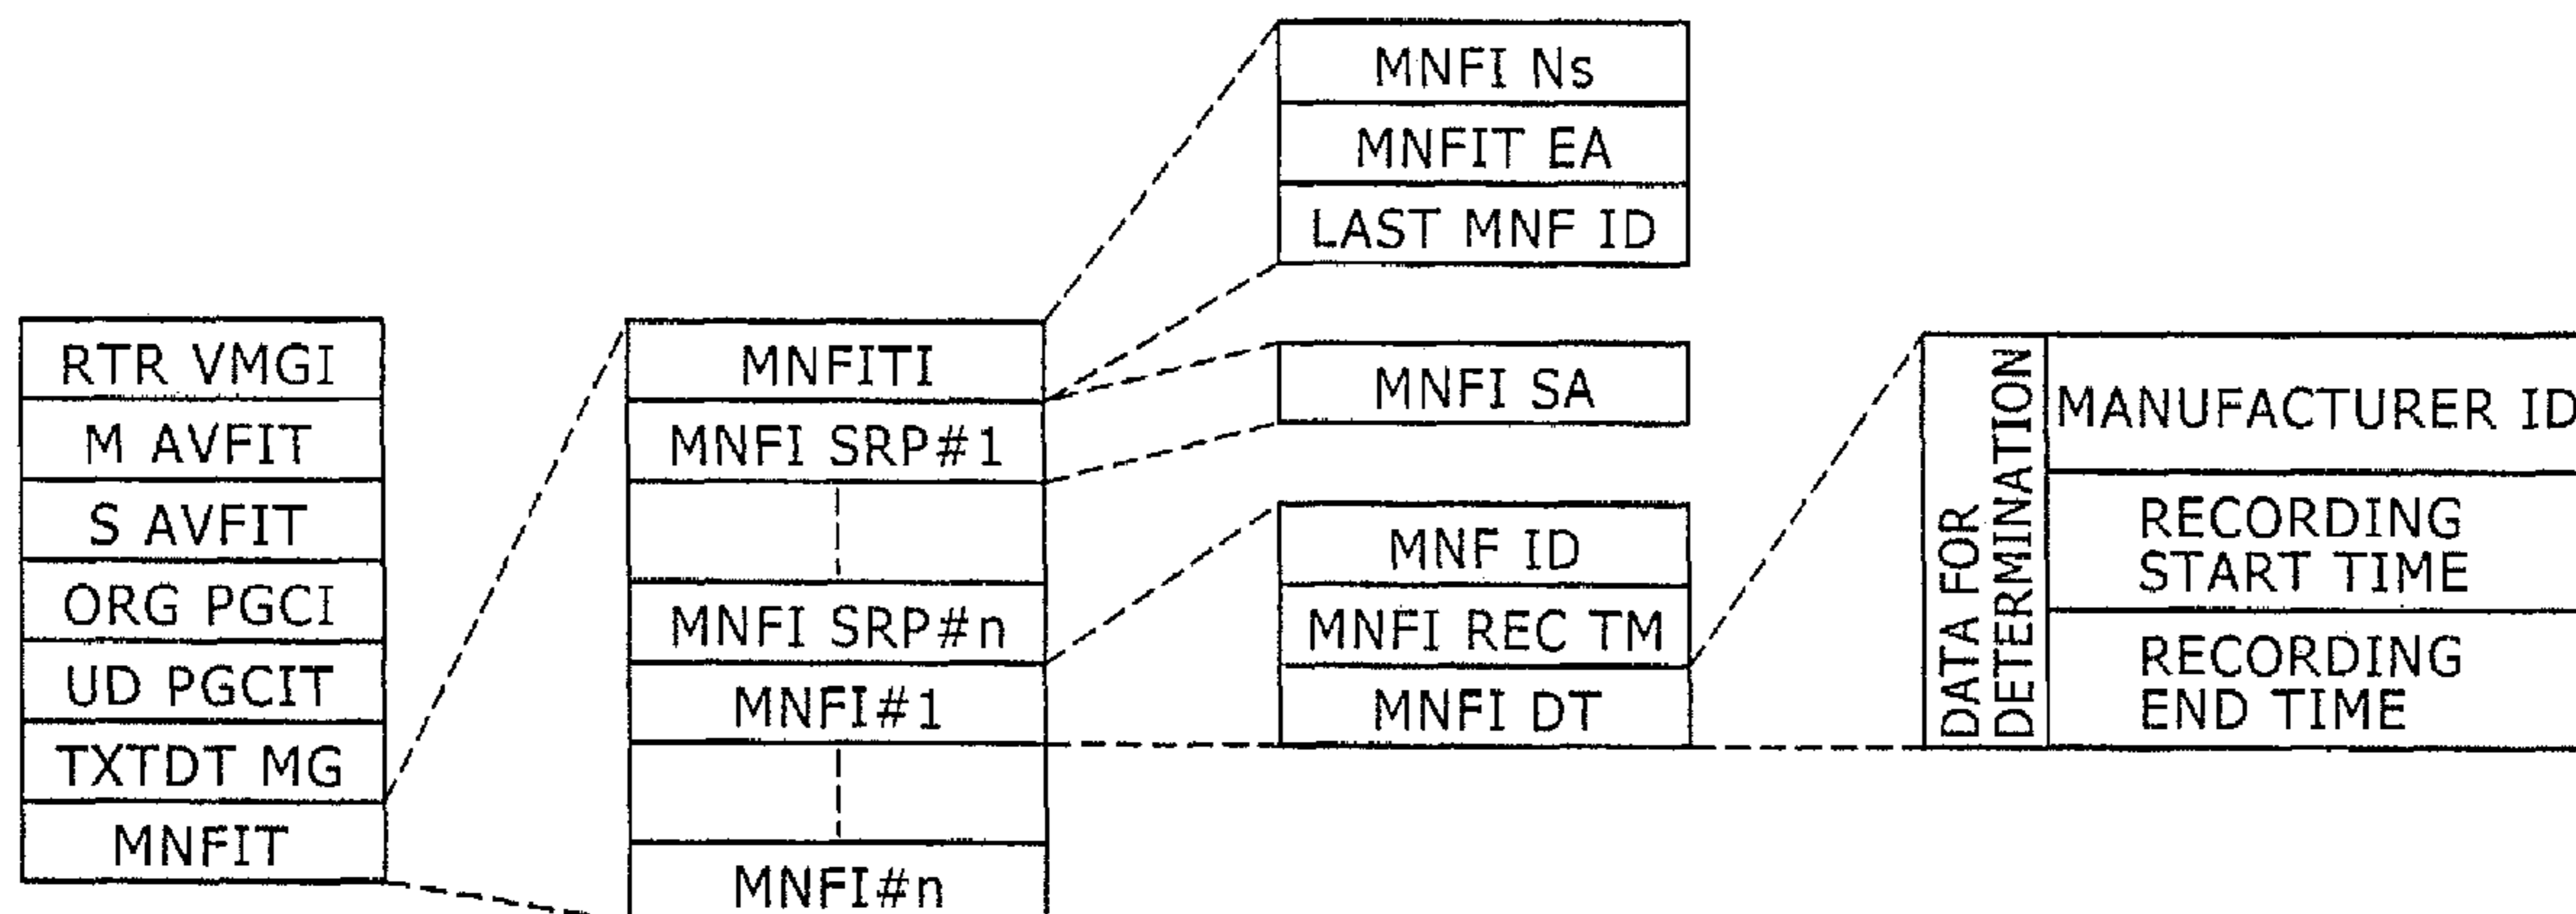 RTR VMGI
M AVFIT
S AVFIT
ORG PGCI
UD PGCIT
TXTDT MG
MNFIT
MNFITI
MNFI SRP#1
MNFI SRP#n
MNFI#1
MNFI#n
MNFI Ns
MNFIT EA
LAST MNF ID
MNFI SA
MNF ID
MNFI REC TM
MNFI DT
DATA FOR
DETERMINATION
MANUFACTURER ID
RECORDING
START TIME
RECORDING
END TIME